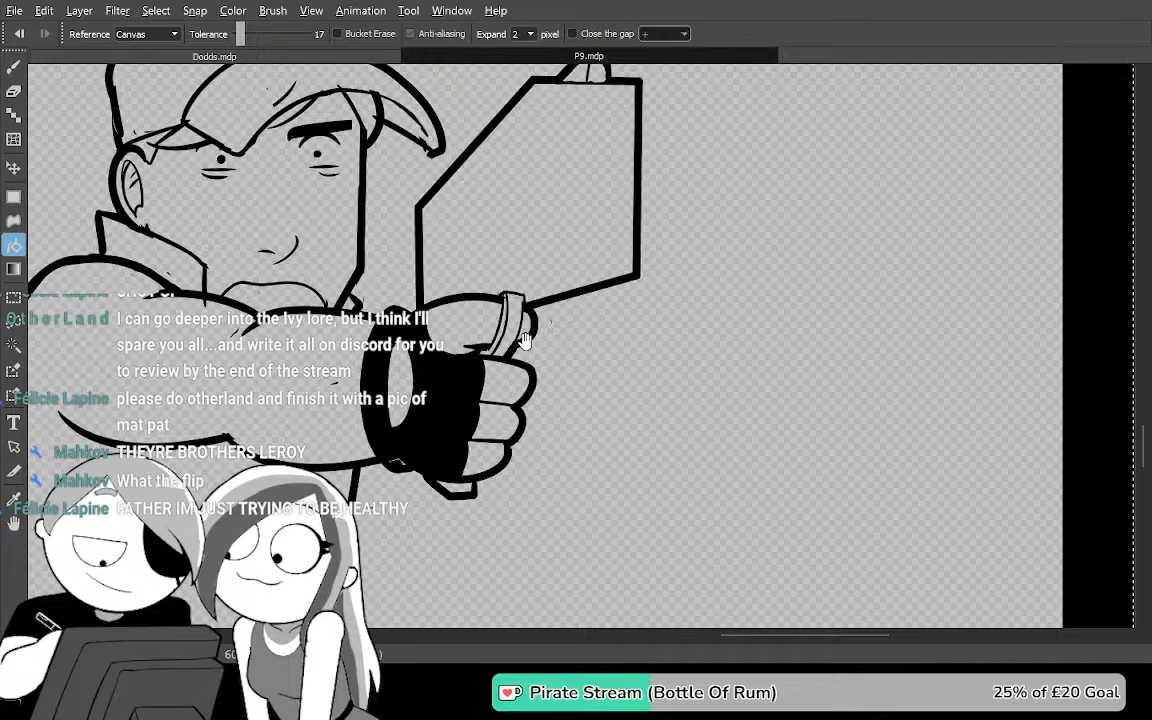 File Edit Layer Filter Color Brush Select Snap View Animation Tool Window Help
Reference Canvas Tolerance 17 Bucket Erase Anti-aliasing Expand 2 pixel Close the gap +
Dodds.mdp P9.mdp
OtherLand I can go deeper into the Ivy lore, but I think I'll
spare you all...and write it all on discord for you
to review by the end of the stream
Félicie Lapine please do otherland and finish it with a pic of
mat pat
Mahkov THEYRE BROTHERS LEROY
Mahkov What the flip
Félicie Lapine FATHER IM JUST TRYING TO BE HEALTHY
Pirate Stream (Bottle Of Rum) 25% of £20 Goal